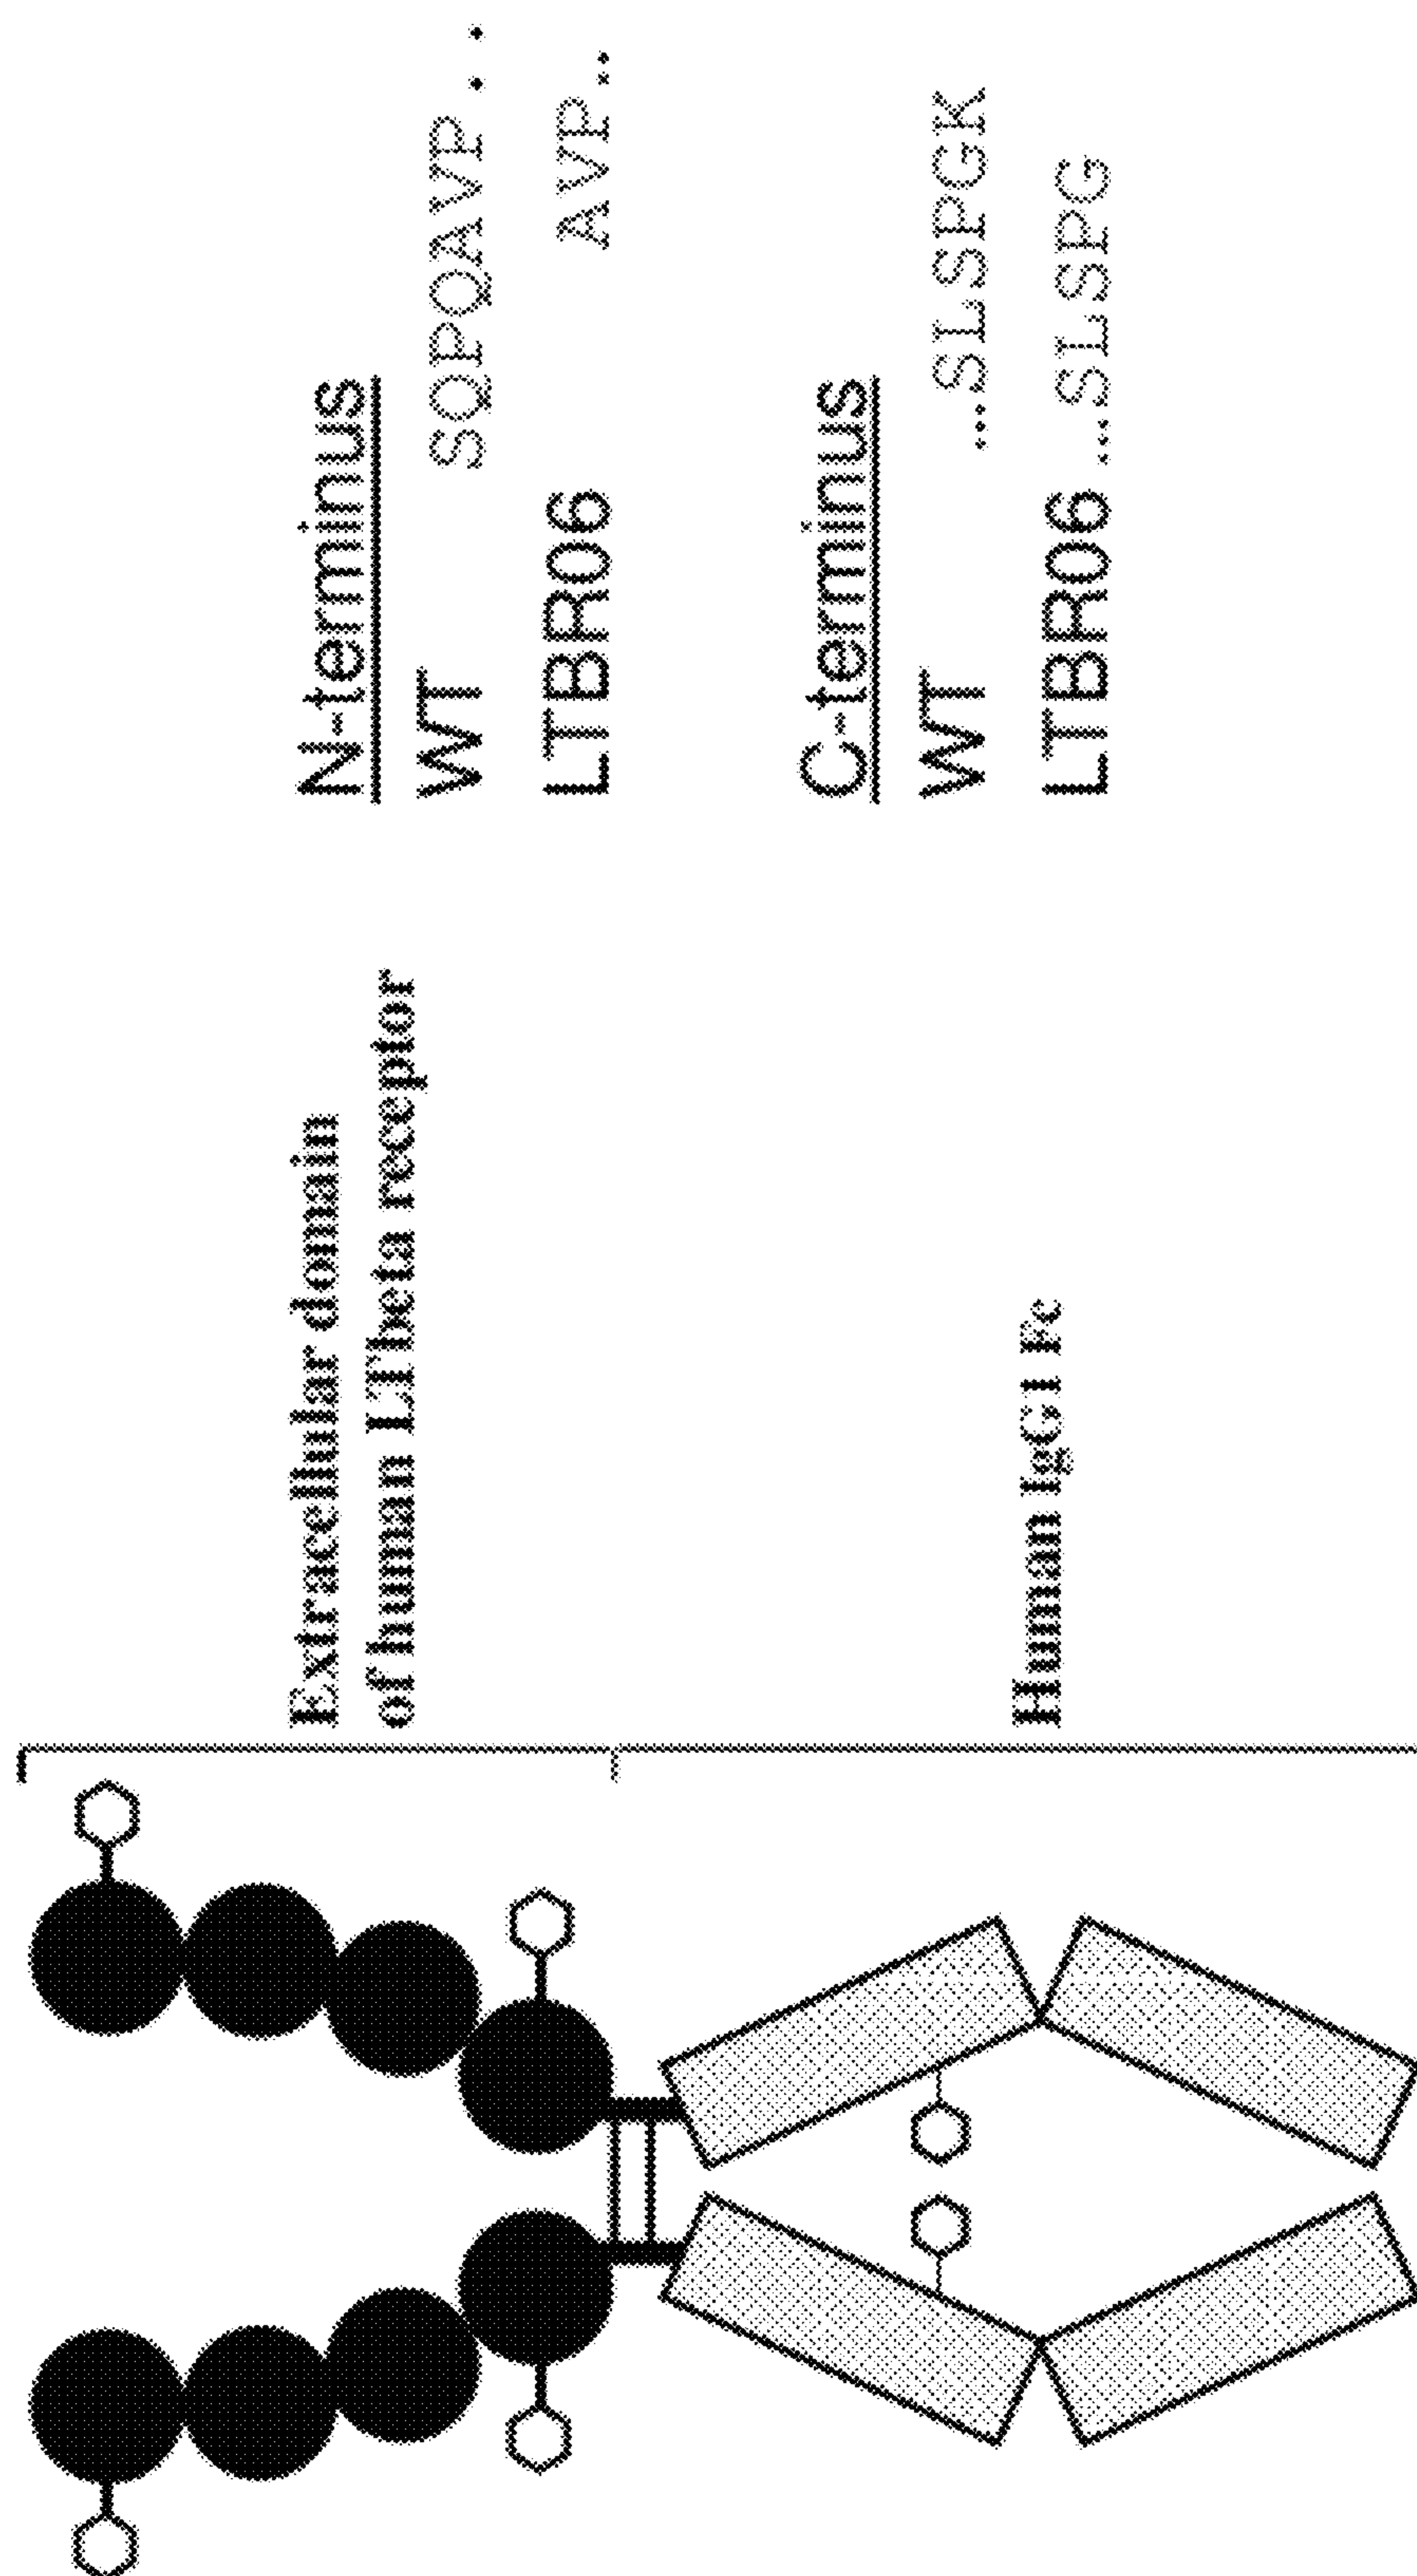 Extracellular domain
of human LTbeta receptor
Human IgG1 Fc
N-terminus
WT SQPQAVP..
LTBR06 AVP...
C-terminus
WT ...SLSPGK
LTBR06 ...SLSPG